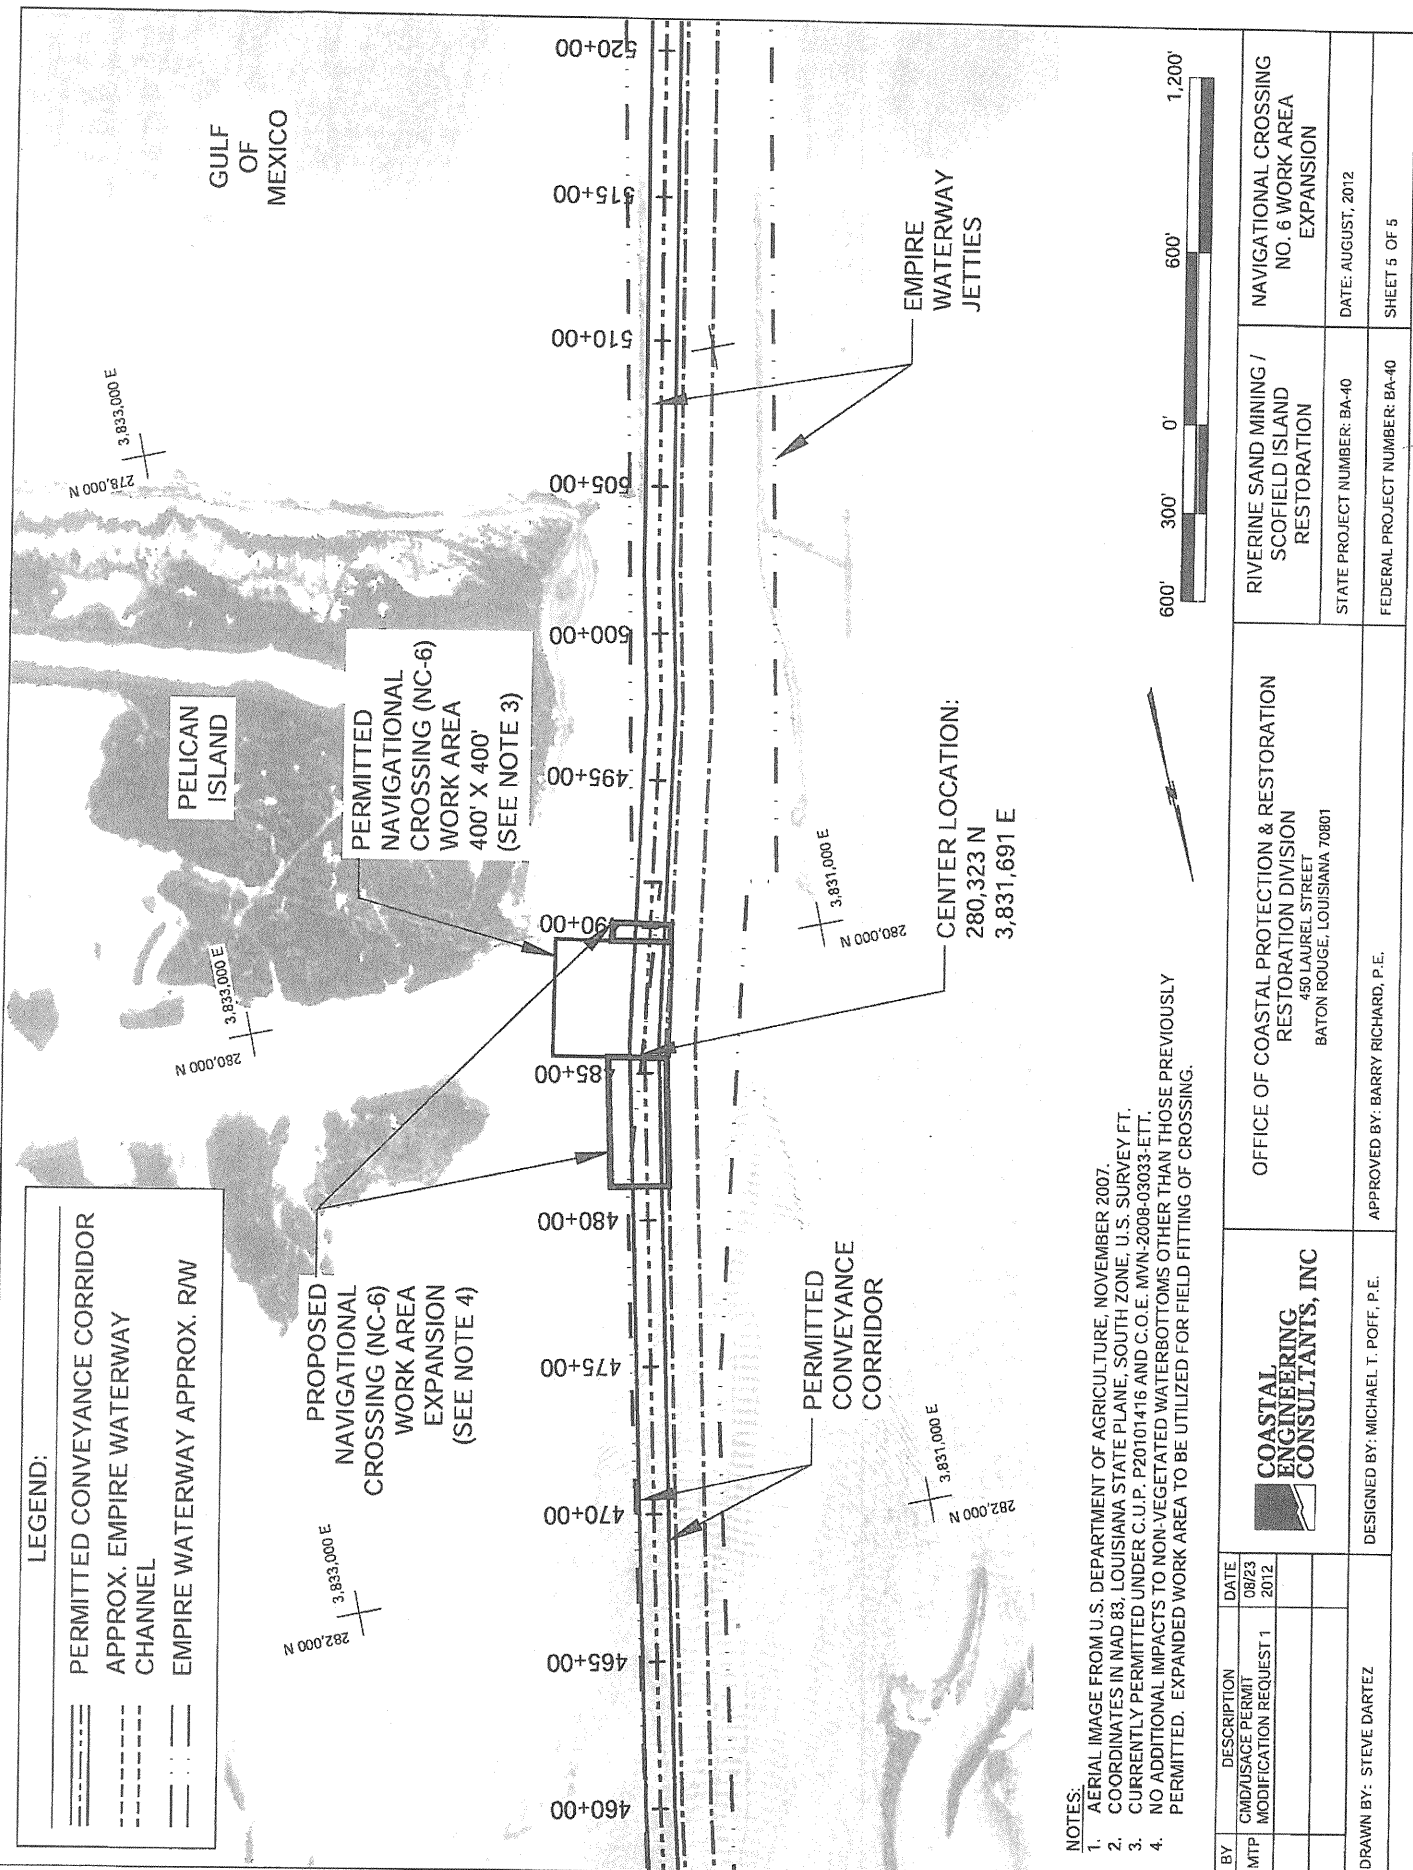 LEGEND:
PERMITTED CONVEYANCE CORRIDOR
APPROX. EMPIRE WATERWAY
CHANNEL
EMPIRE WATERWAY APPROX. R/W
GULF
OF
MEXICO
278,000 N
3,833,000 E
PELICAN
ISLAND
280,000 N
3,833,000 E
282,000 N
3,833,000 E
PERMITTED
NAVIGATIONAL
CROSSING (NC-6)
WORK AREA
400' X 400'
(SEE NOTE 3)
PROPOSED
NAVIGATIONAL
CROSSING (NC-6)
WORK AREA
EXPANSION
(SEE NOTE 4)
460+00
465+00
470+00
475+00
480+00
485+00
490+00
495+00
500+00
505+00
510+00
515+00
520+00
PERMITTED
CONVEYANCE
CORRIDOR
CENTER LOCATION:
280,323 N
3,831,691 E
EMPIRE
WATERWAY
JETTIES
282,000 N
3,831,000 E
280,000 N
3,831,000 E
600'
300'
0'
600'
1,200'
NOTES:
1. AERIAL IMAGE FROM U.S. DEPARTMENT OF AGRICULTURE, NOVEMBER 2007.
2. COORDINATES IN NAD 83, LOUISIANA STATE PLANE, SOUTH ZONE, U.S. SURVEY FT.
3. CURRENTLY PERMITTED UNDER C.U.P. P20101416 AND C.O.E. MVN-2008-03033-ETT.
4. NO ADDITIONAL IMPACTS TO NON-VEGETATED WATERBOTTOMS OTHER THAN THOSE PREVIOUSLY
PERMITTED. EXPANDED WORK AREA TO BE UTILIZED FOR FIELD FITTING OF CROSSING.
BY
DESCRIPTION
DATE
MTP
CMD/USACE PERMIT
MODIFICATION REQUEST 1
08/23
2012
COASTAL
ENGINEERING
CONSULTANTS, INC
OFFICE OF COASTAL PROTECTION & RESTORATION
RESTORATION DIVISION
450 LAUREL STREET
BATON ROUGE, LOUISIANA 70801
RIVERINE SAND MINING /
SCOFIELD ISLAND
RESTORATION
NAVIGATIONAL CROSSING
NO. 6 WORK AREA
EXPANSION
STATE PROJECT NUMBER: BA-40
DATE: AUGUST, 2012
DRAWN BY: STEVE DARTEZ
DESIGNED BY: MICHAEL T. POFF, P.E.
APPROVED BY: BARRY RICHARD, P.E.
FEDERAL PROJECT NUMBER: BA-40
SHEET 5 OF 5